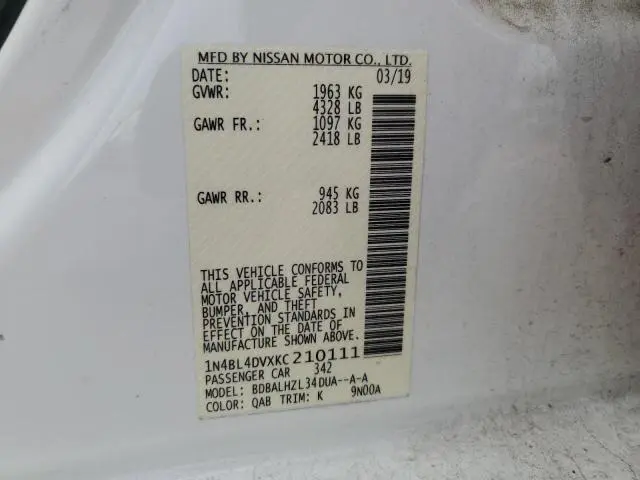 MFD BY NISSAN MOTOR CO., LTD.
DATE: 03/19
GVWR: 1963 KG
4328 LB
GAWR FR.: 1097 KG
2418 LB
GAWR RR.: 945 KG
2083 LB
THIS VEHICLE CONFORMS TO
ALL APPLICABLE FEDERAL
MOTOR VEHICLE SAFETY,
BUMPER, AND THEFT
PREVENTION STANDARDS IN
EFFECT ON THE DATE OF
MANUFACTURE SHOWN ABOVE.
1N4BL4DVXKC210111
PASSENGER CAR 342
MODEL: BDBALHZL34DUA--A-A
COLOR: QAB TRIM: K 9N00A